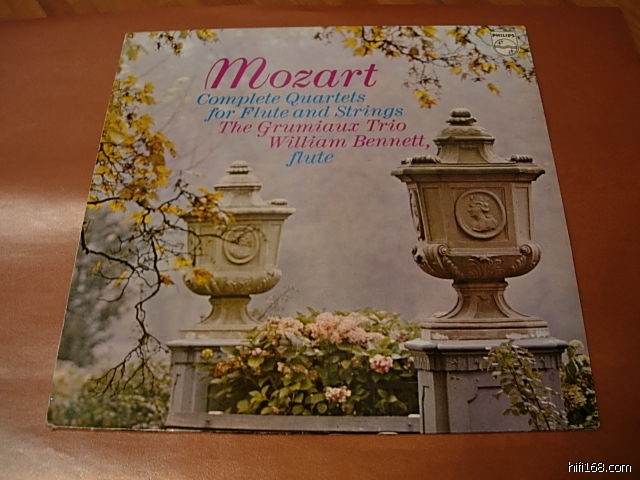 PHILIPS
Mozart
Complete Quartets
for Flute and Strings
The Grumiaux Trio
William Bennett,
flute
hifi168.com